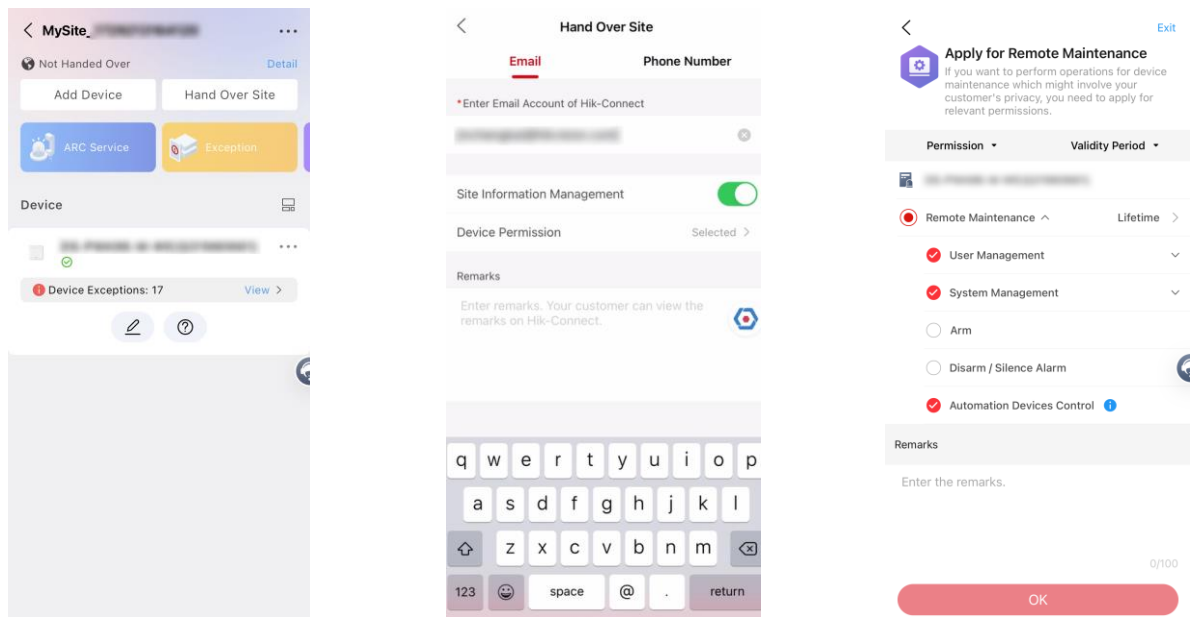 MySite_
Not Handed Over
Detail
Add Device
Hand Over Site
ARC Service
Exception
Device
Device Exceptions: 17
View >
Hand Over Site
Email
Phone Number
*Enter Email Account of Hik-Connect
Site Information Management
Device Permission
Selected >
Remarks
Enter remarks. Your customer can view the
remarks on Hik-Connect.
q w e r t y u i o p
a s d f g h j k l
z x c v b n m
123 space @ . return
Exit
Apply for Remote Maintenance
If you want to perform operations for device
maintenance which might involve your
customer's privacy, you need to apply for
relevant permissions.
Permission
Validity Period
Remote Maintenance
Lifetime >
User Management
System Management
Arm
Disarm / Silence Alarm
Automation Devices Control
Remarks
Enter the remarks.
0/100
OK